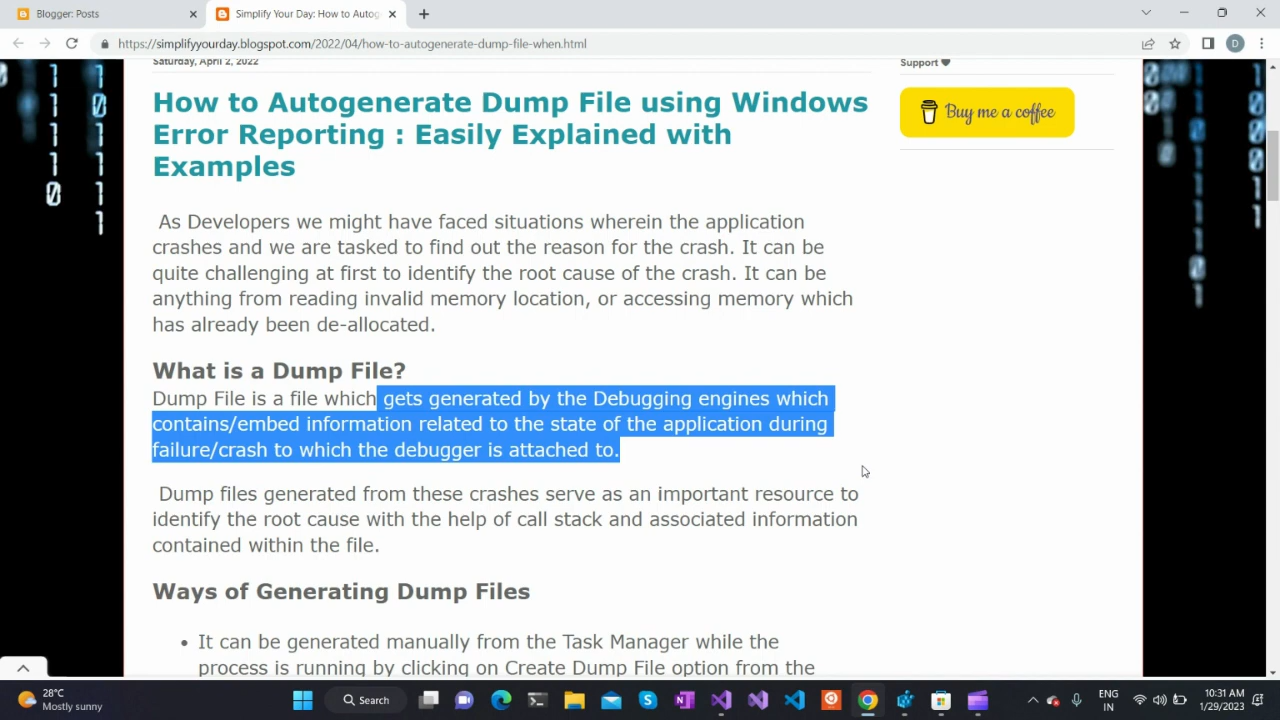 Blogger: Posts
Simplify Your Day: How to Autog
https://simplifyyourday.blogspot.com/2022/04/how-to-autogenerate-dump-file-when.html
D
Saturday, April 2, 2022
How to Autogenerate Dump File using Windows
Error Reporting : Easily Explained with
Examples
Support
Buy me a coffee
As Developers we might have faced situations wherein the application
crashes and we are tasked to find out the reason for the crash. It can be
quite challenging at first to identify the root cause of the crash. It can be
anything from reading invalid memory location, or accessing memory which
has already been de-allocated.
What is a Dump File?
Dump File is a file which gets generated by the Debugging engines which
contains/embed information related to the state of the application during
failure/crash to which the debugger is attached to.
Dump files generated from these crashes serve as an important resource to
identify the root cause with the help of call stack and associated information
contained within the file.
Ways of Generating Dump Files
• It can be generated manually from the Task Manager while the
process is running by clicking on Create Dump File option from the
28°C
Mostly sunny
Search
ENG
IN
10:31 AM
1/29/2023